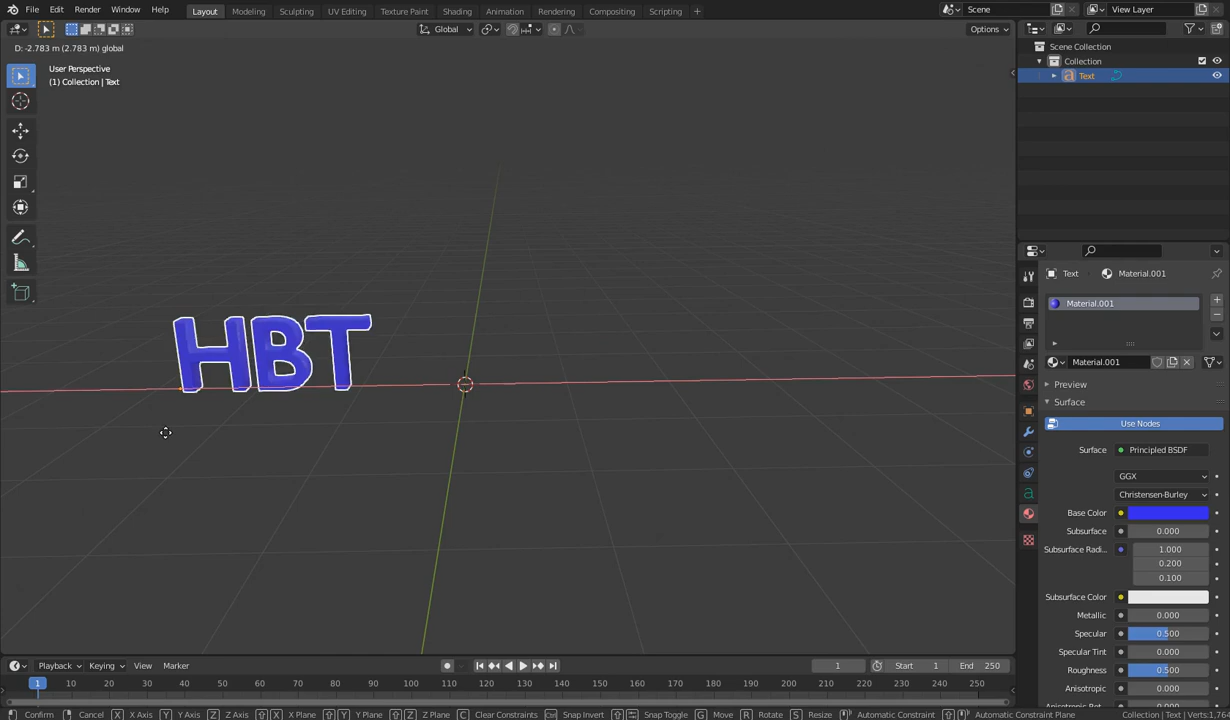 File Edit Render Window Help Layout Modeling Sculpting UV Editing Texture Paint Shading Animation Rendering Compositing Scripting + Scene View Layer
Global Options
D: -2.783 m (2.783 m) global
User Perspective
(1) Collection | Text
HBT
Scene Collection
Collection
Text
Text Material.001
Material.001
Material.001
Preview
Surface
Use Nodes
Surface Principled BSDF
GGX
Christensen-Burley
Base Color
Subsurface 0.000
Subsurface Radi... 1.000
0.200
0.100
Subsurface Color
Metallic 0.000
Specular 0.500
Specular Tint 0.000
Roughness 0.500
Anisotropic 0.000
Playback Keying View Marker 1 Start 1 End 250
1 10 20 30 40 50 60 70 80 90 100 110 120 130 140 150 160 170 180 190 200 210 220 230 240 250
Confirm Cancel X X Axis Y Y Axis Z Z Axis X X Plane Y Y Plane Z Z Plane C Clear Constraints Snap Invert Snap Toggle G Move R Rotate S Resize Automatic Constraint Automatic Constraint Plane Collection | Text | Verts:1,76